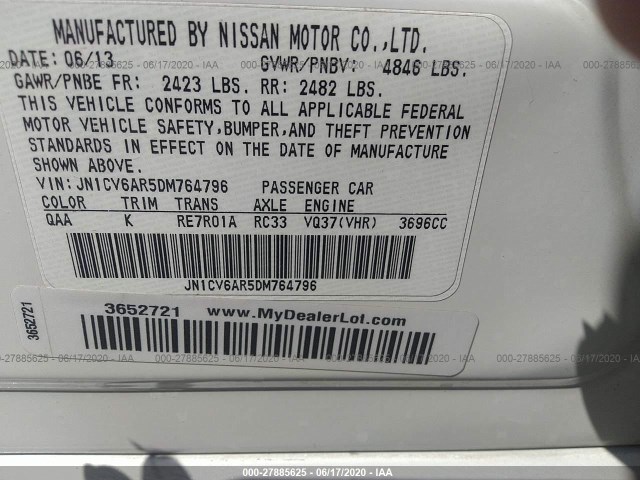 MANUFACTURED BY NISSAN MOTOR CO.,LTD.
DATE: 06/13 GVWR/PNBV: 4846 LBS.
GAWR/PNBE FR: 2423 LBS. RR: 2482 LBS.
THIS VEHICLE CONFORMS TO ALL APPLICABLE FEDERAL
MOTOR VEHICLE SAFETY,BUMPER,AND THEFT PREVENTION
STANDARDS IN EFFECT ON THE DATE OF MANUFACTURE
SHOWN ABOVE.
VIN:JN1CV6AR5DM764796 PASSENGER CAR
COLOR TRIM TRANS AXLE ENGINE
QAA K RE7R01A RC33 VQ37(VHR) 3696CC
JN1CV6AR5DM764796
3652721
3652721 www.MyDealerLot.com
000-27885625 - 06/17/2020 - IAA